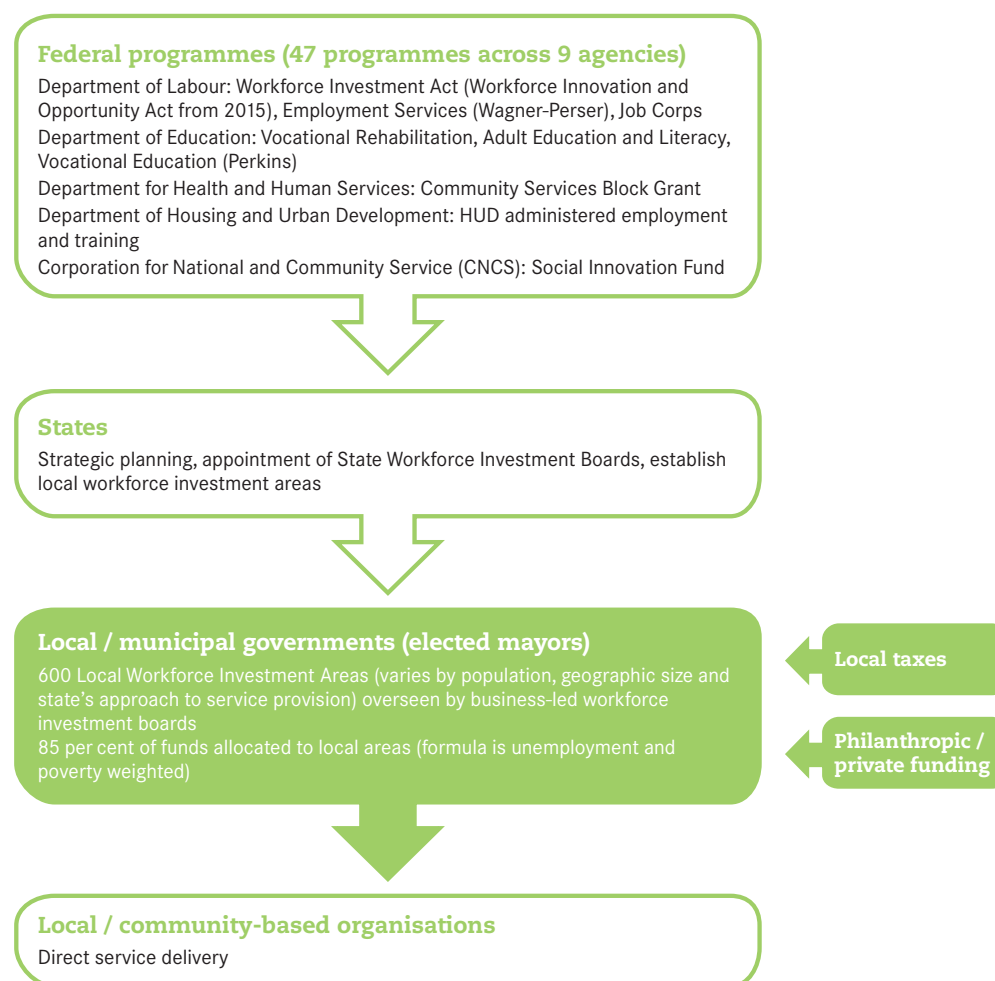 Federal programmes (47 programmes across 9 agencies)
Department of Labour: Workforce Investment Act (Workforce Innovation and
Opportunity Act from 2015), Employment Services (Wagner-Perser), Job Corps
Department of Education: Vocational Rehabilitation, Adult Education and Literacy,
Vocational Education (Perkins)
Department for Health and Human Services: Community Services Block Grant
Department of Housing and Urban Development: HUD administered employment
and training
Corporation for National and Community Service (CNCS): Social Innovation Fund
States
Strategic planning, appointment of State Workforce Investment Boards, establish
local workforce investment areas
Local / municipal governments (elected mayors)
600 Local Workforce Investment Areas (varies by population, geographic size and
state's approach to service provision) overseen by business-led workforce
investment boards
85 per cent of funds allocated to local areas (formula is unemployment and
poverty weighted)
Local taxes
Philanthropic /
private funding
Local / community-based organisations
Direct service delivery